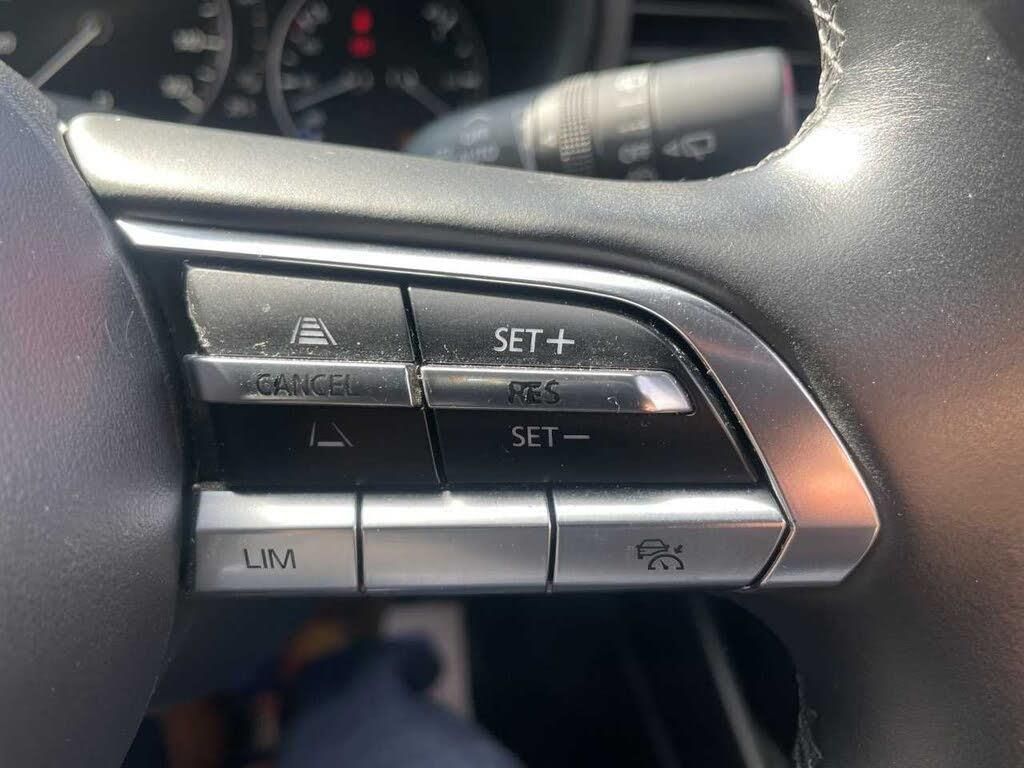 SET+
CANCEL
RES
SET-
LIM